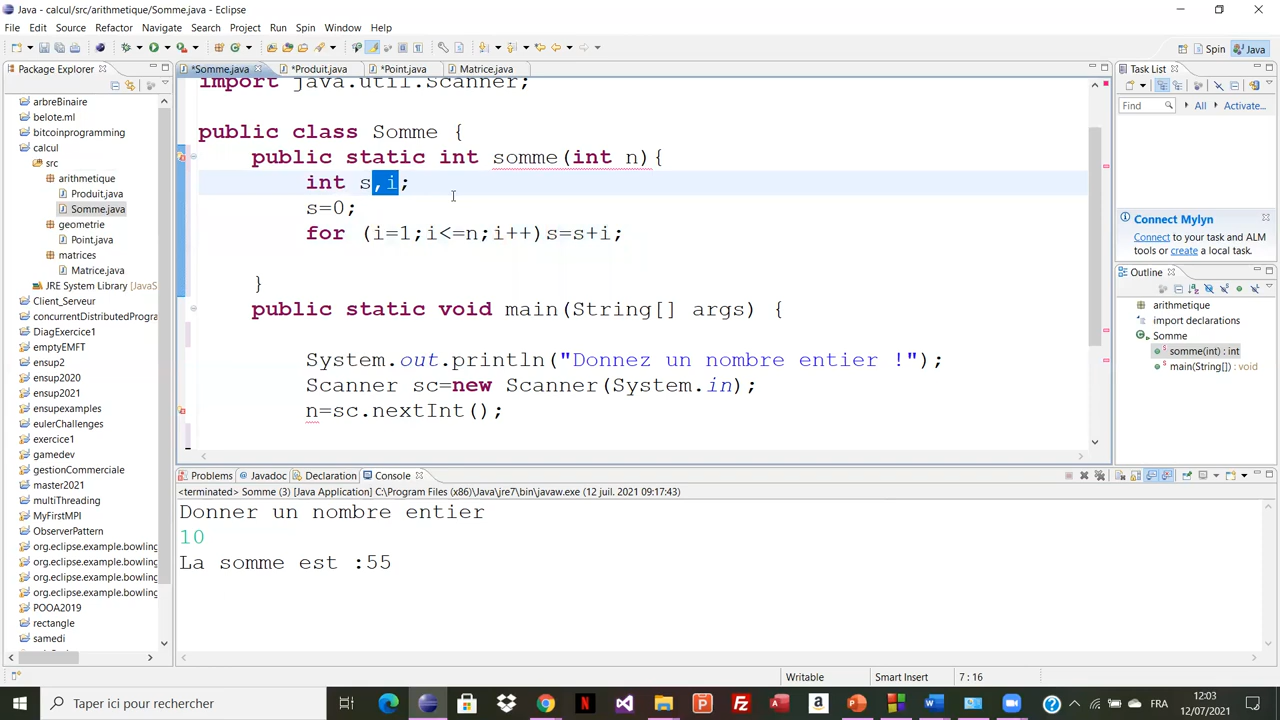 Java - calcul/src/arithmetique/Somme.java - Eclipse
File Edit Source Refactor Navigate Search Project Run Spin Window Help
Spin Java
Package Explorer
arbreBinaire
belote.ml
bitcoinprogramming
calcul
src
arithmetique
Produit.java
Somme.java
geometrie
Point.java
matrices
Matrice.java
JRE System Library [JavaSE
Client_Serveur
concurrentDistributedProgra
DiagExercice1
emptyEMFT
ensup2
ensup2020
ensup2021
ensupexamples
eulerChallenges
exercice1
gamedev
gestionCommerciale
master2021
multiThreading
MyFirstMPI
ObserverPattern
org.eclipse.example.bowling
org.eclipse.example.bowling
org.eclipse.example.bowling
org.eclipse.example.bowling
POOA2019
rectangle
samedi
*Somme.java *Produit.java *Point.java Matrice.java
import java.util.Scanner;
public class Somme {
public static int somme(int n){
int s,i;
s=0;
for (i=1;i<=n;i++)s=s+i;
}
public static void main(String[] args) {
System.out.println("Donnez un nombre entier !");
Scanner sc=new Scanner(System.in);
n=sc.nextInt();
Problems Javadoc Declaration Console
<terminated> Somme (3) [Java Application] C:\Program Files (x86)\Java\jre7\bin\javaw.exe (12 juil. 2021 09:17:43)
Donner un nombre entier
10
La somme est :55
Task List
Find All Activate...
Connect Mylyn
Connect to your task and ALM
tools or create a local task.
Outline
arithmetique
import declarations
Somme
somme(int) : int
main(String[]) : void
Writable Smart Insert 7 : 16
Taper ici pour rechercher
FRA
12:03
12/07/2021